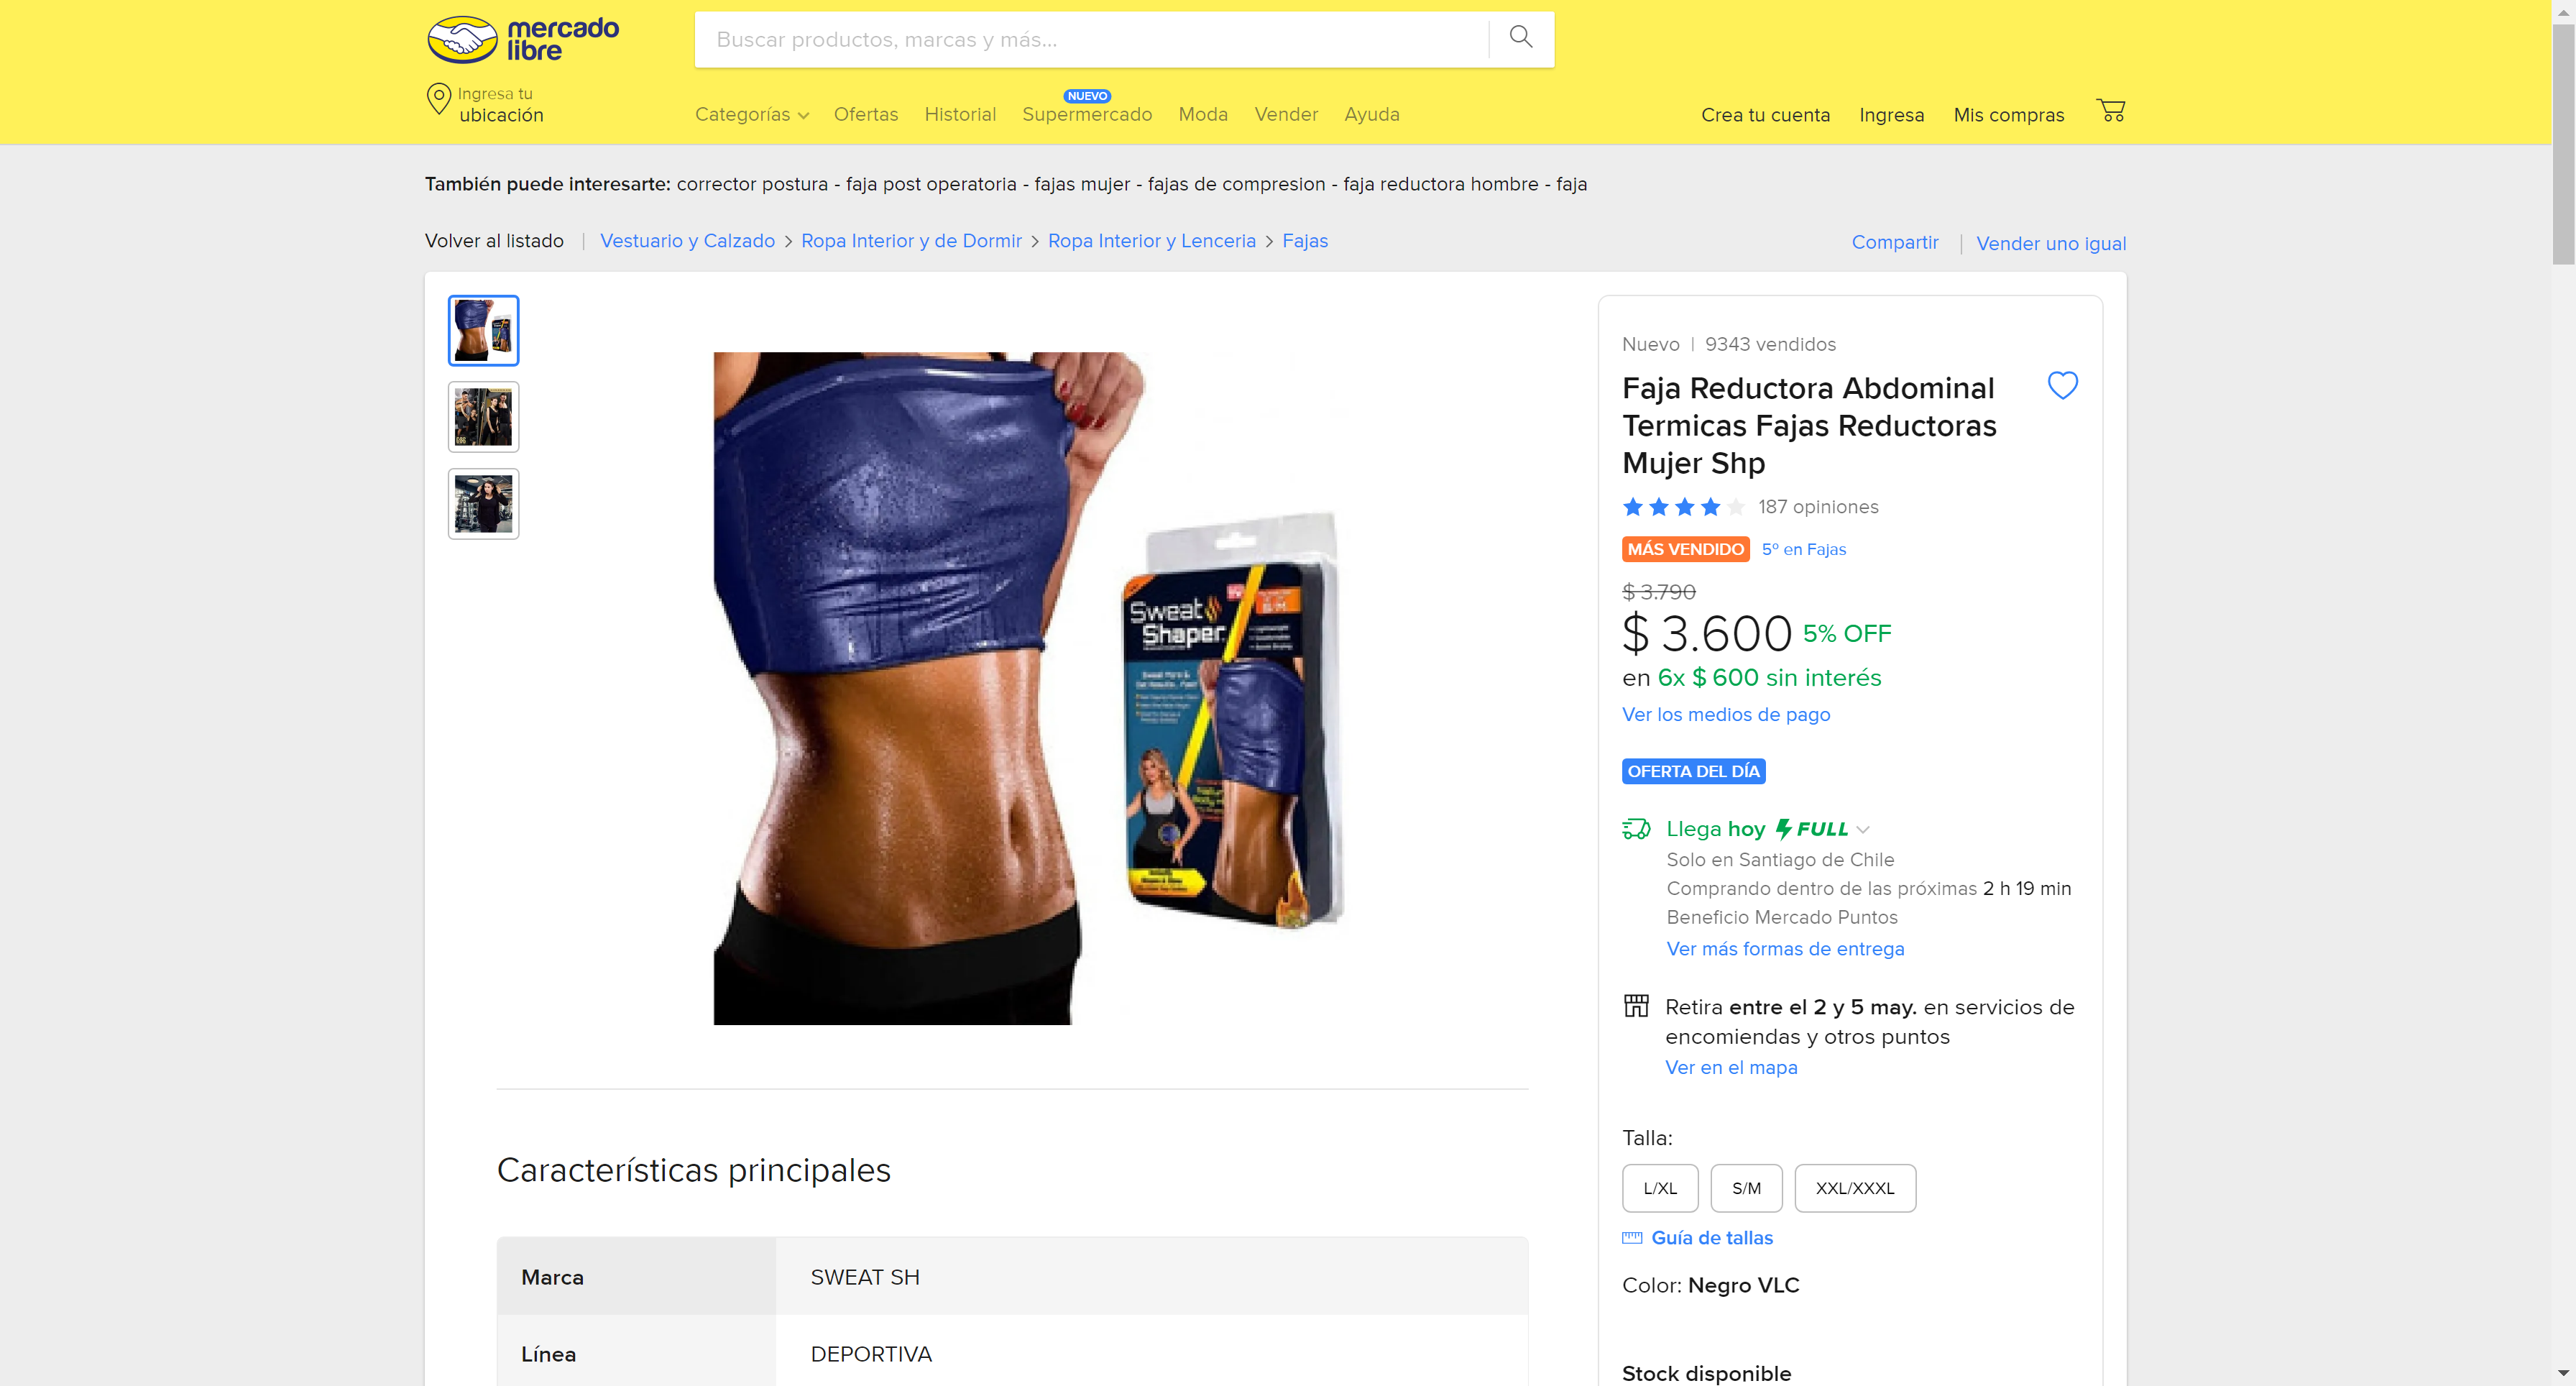 mercado
libre
Buscar productos, marcas y más...
Ingresa tu
ubicación
Categorías
Ofertas
Historial
NUEVO
Supermercado
Moda
Vender
Ayuda
Crea tu cuenta
Ingresa
Mis compras
También puede interesarte: corrector postura - faja post operatoria - fajas mujer - fajas de compresion - faja reductora hombre - faja
Volver al listado | Vestuario y Calzado > Ropa Interior y de Dormir > Ropa Interior y Lenceria > Fajas
Compartir | Vender uno igual
Sweat
Shaper
Nuevo | 9343 vendidos
Faja Reductora Abdominal
Termicas Fajas Reductoras
Mujer Shp
187 opiniones
MÁS VENDIDO 5º en Fajas
$ 3.790
$ 3.600 5% OFF
en 6x $ 600 sin interés
Ver los medios de pago
OFERTA DEL DÍA
Llega hoy FULL
Solo en Santiago de Chile
Comprando dentro de las próximas 2 h 19 min
Beneficio Mercado Puntos
Ver más formas de entrega
Retira entre el 2 y 5 may. en servicios de
encomiendas y otros puntos
Ver en el mapa
Talla:
L/XL
S/M
XXL/XXXL
Guía de tallas
Color: Negro VLC
Stock disponible
Características principales
Marca SWEAT SH
Línea DEPORTIVA